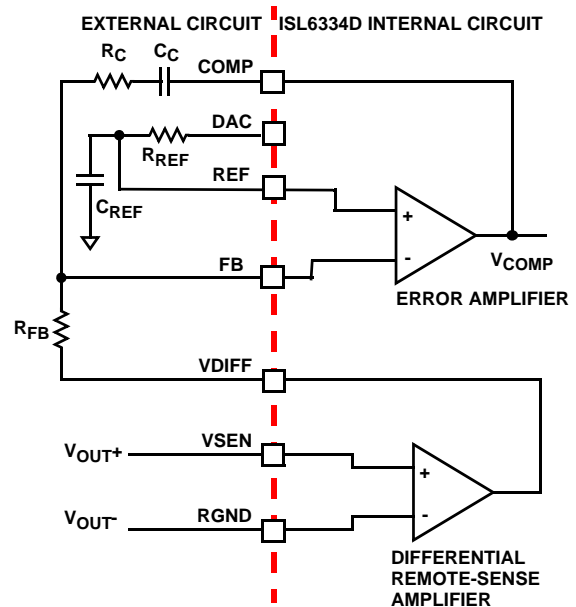 EXTERNAL CIRCUIT
ISL6334D INTERNAL CIRCUIT
RC
CC
COMP
DAC
RREF
REF
CREF
+
-
VCOMP
FB
ERROR AMPLIFIER
RFB
VDIFF
VOUT+
VSEN
+
VOUT-
RGND
-
DIFFERENTIAL
REMOTE-SENSE
AMPLIFIER